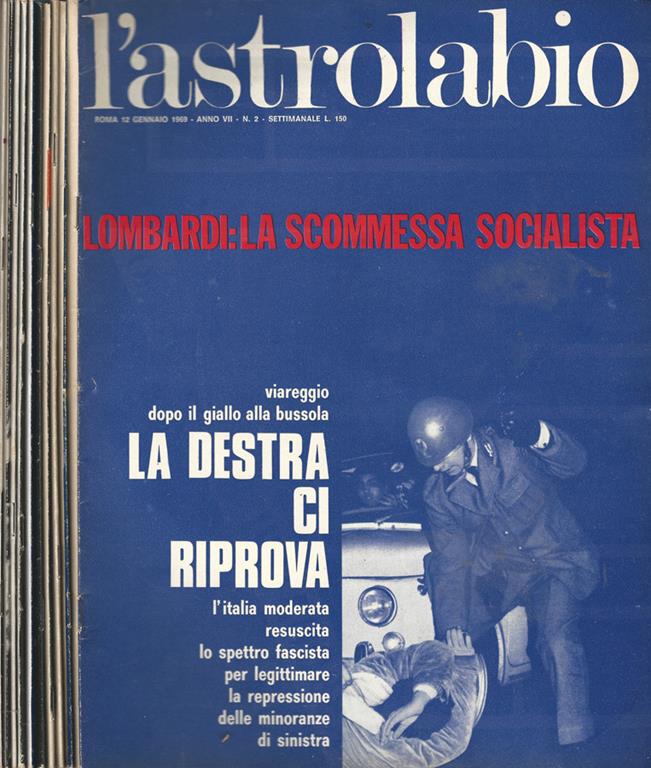 l'astrolabio
ROMA 12 GENNAIO 1969 - ANNO VII - N. 2 - SETTIMANALE L. 150
LOMBARDI: LA SCOMMESSA SOCIALISTA
viareggio
dopo il giallo alla bussola
LA DESTRA
CI
RIPROVA
l'italia moderata
resuscita
lo spettro fascista
per legittimare
la repressione
delle minoranze
di sinistra